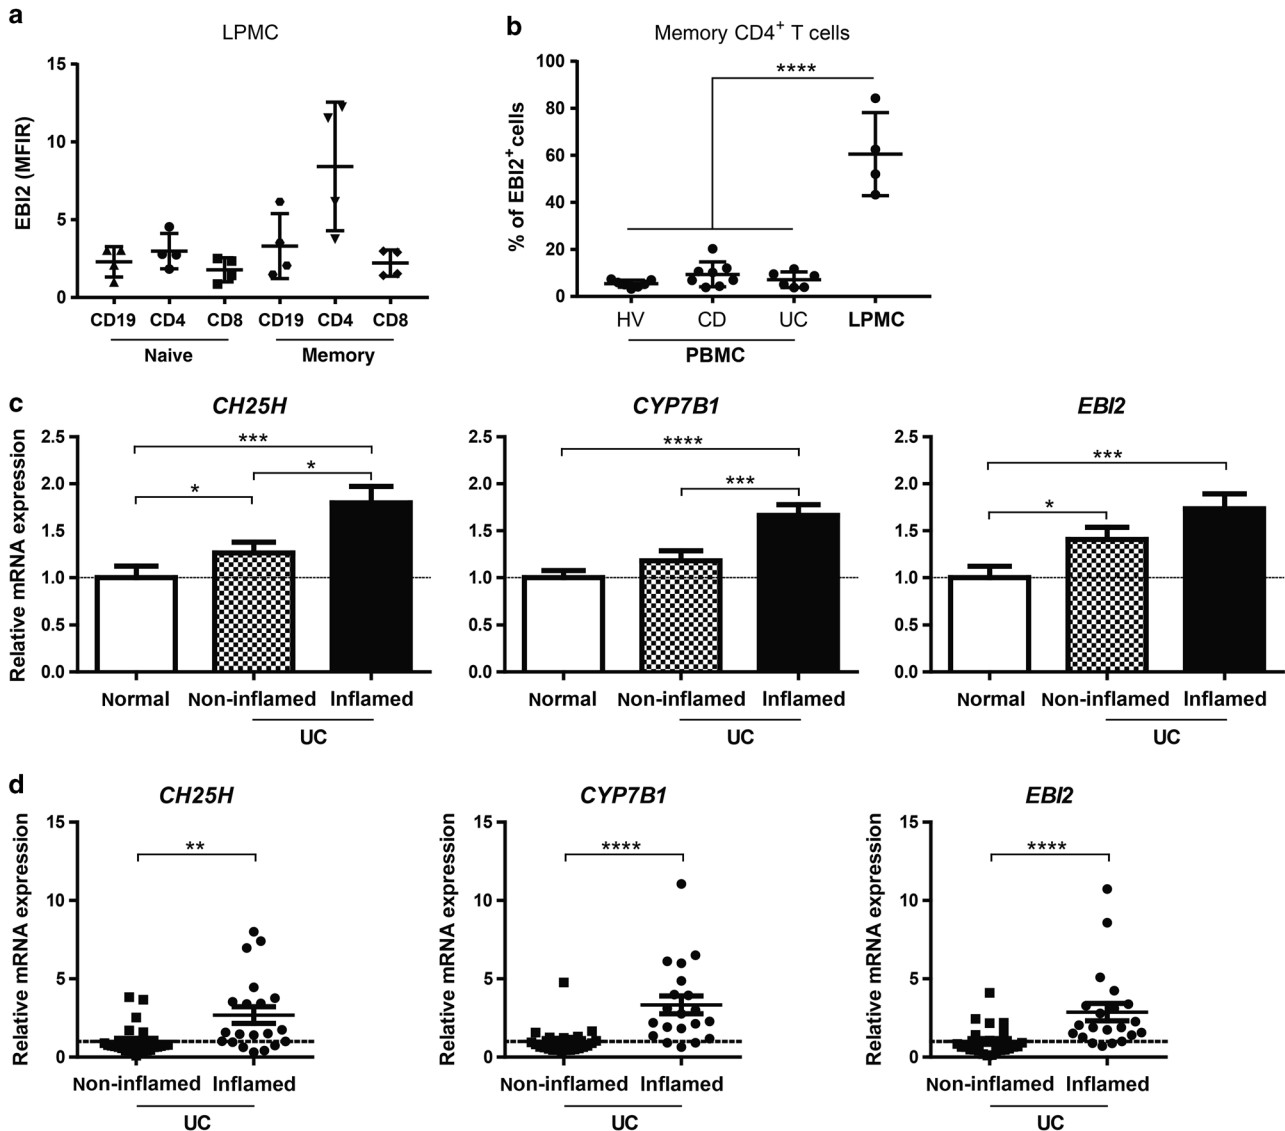 a
LPMC
EBI2 (MFIR)
15
10
5
0
CD19 CD4 CD8 CD19 CD4 CD8
Naive Memory
b
Memory CD4+ T cells
% of EBI2+ cells
100
80
60
40
20
0
****
HV CD UC LPMC
PBMC
c
CH25H
Relative mRNA expression
2.5
2.0
1.5
1.0
0.5
0.0
***
*
*
Normal Non-inflamed Inflamed
UC
CYP7B1
2.5
2.0
1.5
1.0
0.5
0.0
****
***
Normal Non-inflamed Inflamed
UC
EBI2
2.5
2.0
1.5
1.0
0.5
0.0
***
*
Normal Non-inflamed Inflamed
UC
d
CH25H
Relative mRNA expression
15
10
5
0
**
Non-inflamed Inflamed
UC
CYP7B1
Relative mRNA expression
15
10
5
0
****
Non-inflamed Inflamed
UC
EBI2
Relative mRNA expression
15
10
5
0
****
Non-inflamed Inflamed
UC